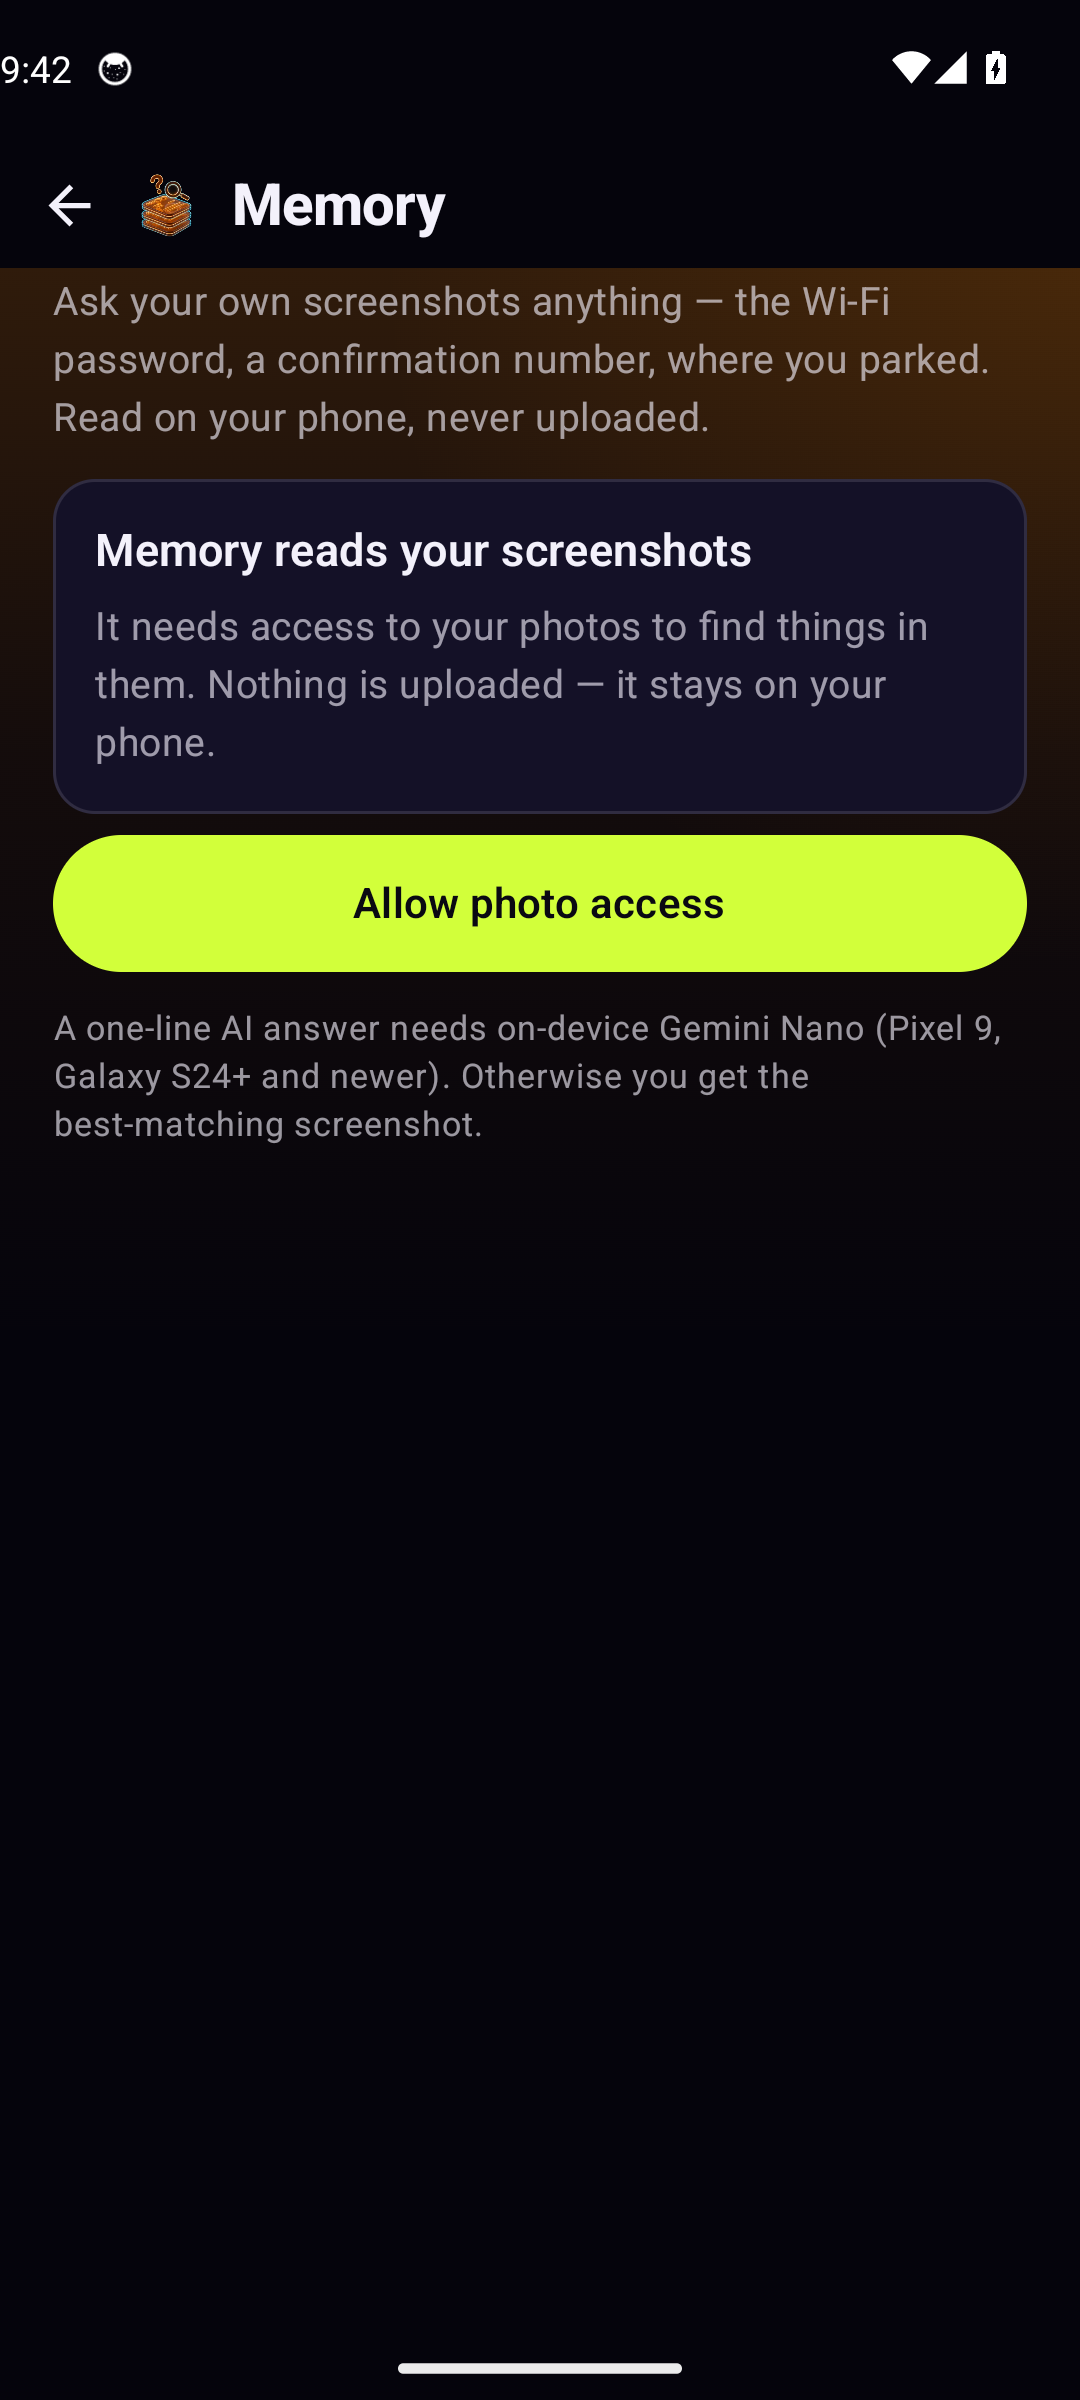 9:42
Memory
Ask your own screenshots anything — the Wi-Fi
password, a confirmation number, where you parked.
Read on your phone, never uploaded.
Memory reads your screenshots
It needs access to your photos to find things in
them. Nothing is uploaded — it stays on your
phone.
Allow photo access
A one-line AI answer needs on-device Gemini Nano (Pixel 9,
Galaxy S24+ and newer). Otherwise you get the
best-matching screenshot.